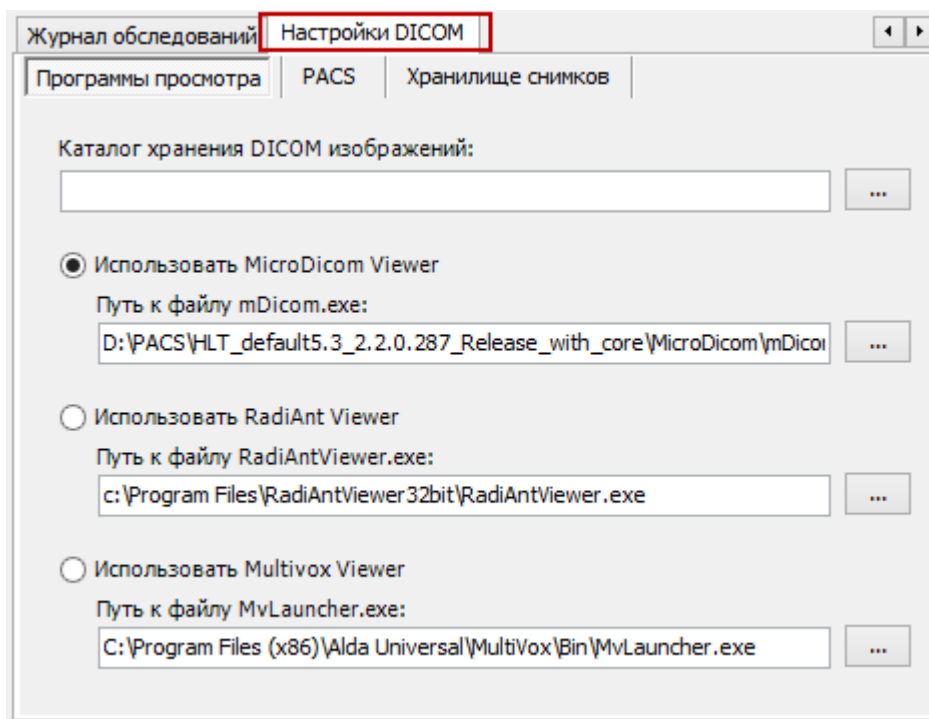 Журнал обследований Настройки DICOM
Программы просмотра PACS Хранилище снимков
Каталог хранения DICOM изображений:
...
Использовать MicroDicom Viewer
Путь к файлу mDicom.exe:
D:\PACS\HLT_default5.3_2.2.0.287_Release_with_core\MicroDicom\mDicon ...
Использовать RadiAnt Viewer
Путь к файлу RadiAntViewer.exe:
c:\Program Files\RadiAntViewer32bit\RadiAntViewer.exe ...
Использовать Multivox Viewer
Путь к файлу MvLauncher.exe:
C:\Program Files (x86)\Alda Universal\MultiVox\Bin\MvLauncher.exe ...